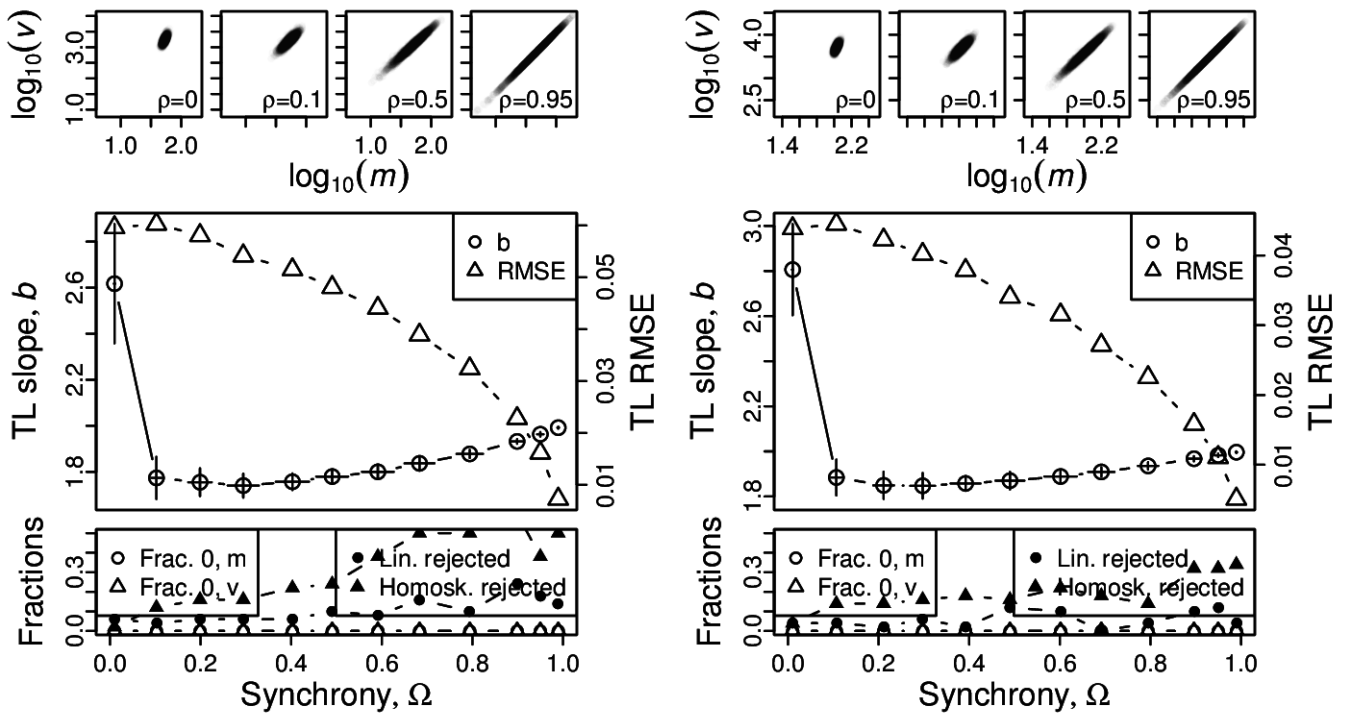 log10(v)
1.0 3.0
ρ=0 ρ=0.1 ρ=0.5 ρ=0.95
1.0 2.0 1.0 2.0
log10(m)
TL slope, b
1.8 2.2 2.6
b
RMSE
0.01 0.03 0.05
TL RMSE
Fractions
0.0 0.3
Frac. 0, m
Frac. 0, v
Lin. rejected
Homosk. rejected
0.0 0.2 0.4 0.6 0.8 1.0
Synchrony, Ω
log10(v)
2.5 4.0
ρ=0 ρ=0.1 ρ=0.5 ρ=0.95
1.4 2.2 1.4 2.2
log10(m)
TL slope, b
1.8 2.2 2.6 3.0
b
RMSE
0.01 0.02 0.03 0.04
TL RMSE
Fractions
0.0 0.3
Frac. 0, m
Frac. 0, v
Lin. rejected
Homosk. rejected
0.0 0.2 0.4 0.6 0.8 1.0
Synchrony, Ω